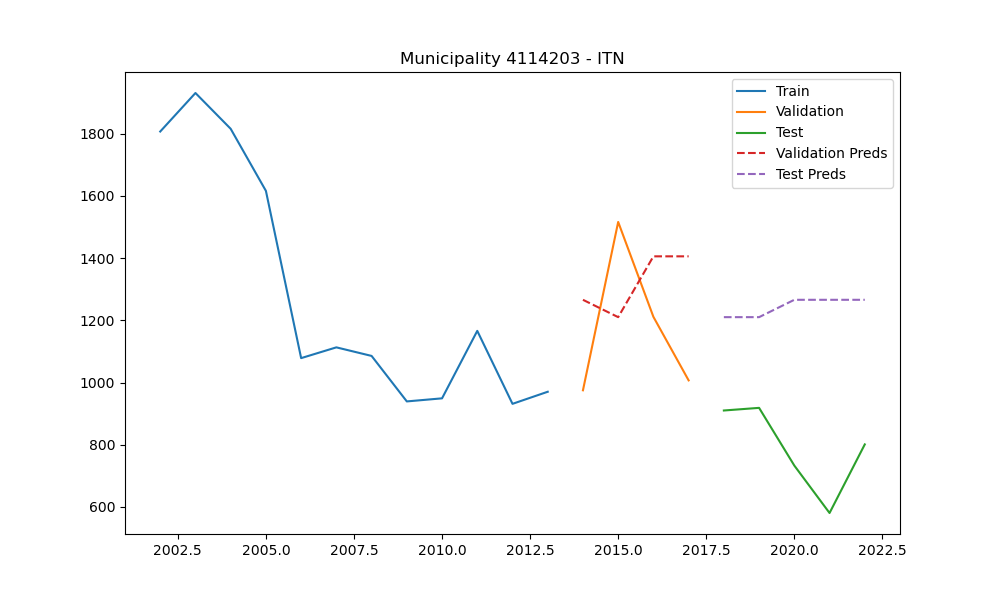 Municipality 4114203 - ITN
Train
Validation
Test
Validation Preds
Test Preds
1800
1600
1400
1200
1000
800
600
2002.5 2005.0 2007.5 2010.0 2012.5 2015.0 2017.5 2020.0 2022.5